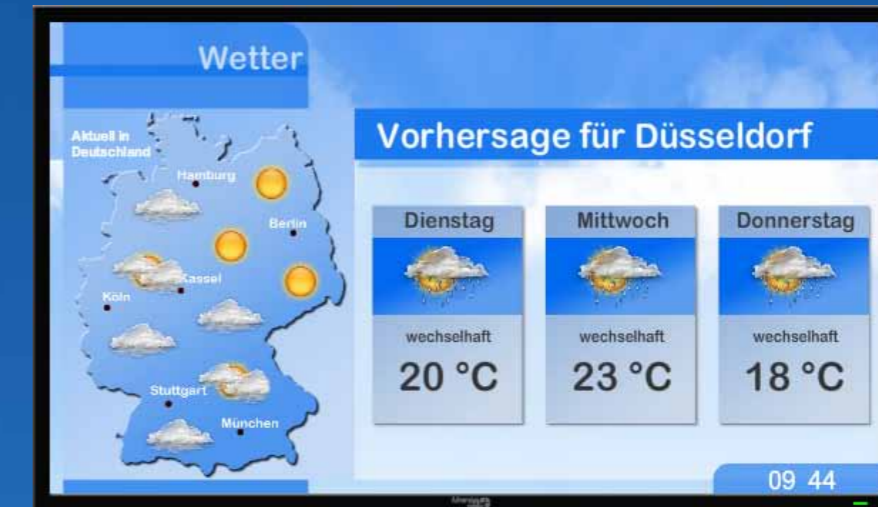 Wetter
Aktuell in
Deutschland
Hamburg
Berlin
Kassel
Köln
Stuttgart
München
Vorhersage für Düsseldorf
Dienstag
wechselhaft
20 °C
Mittwoch
wechselhaft
23 °C
Donnerstag
wechselhaft
18 °C
09 44